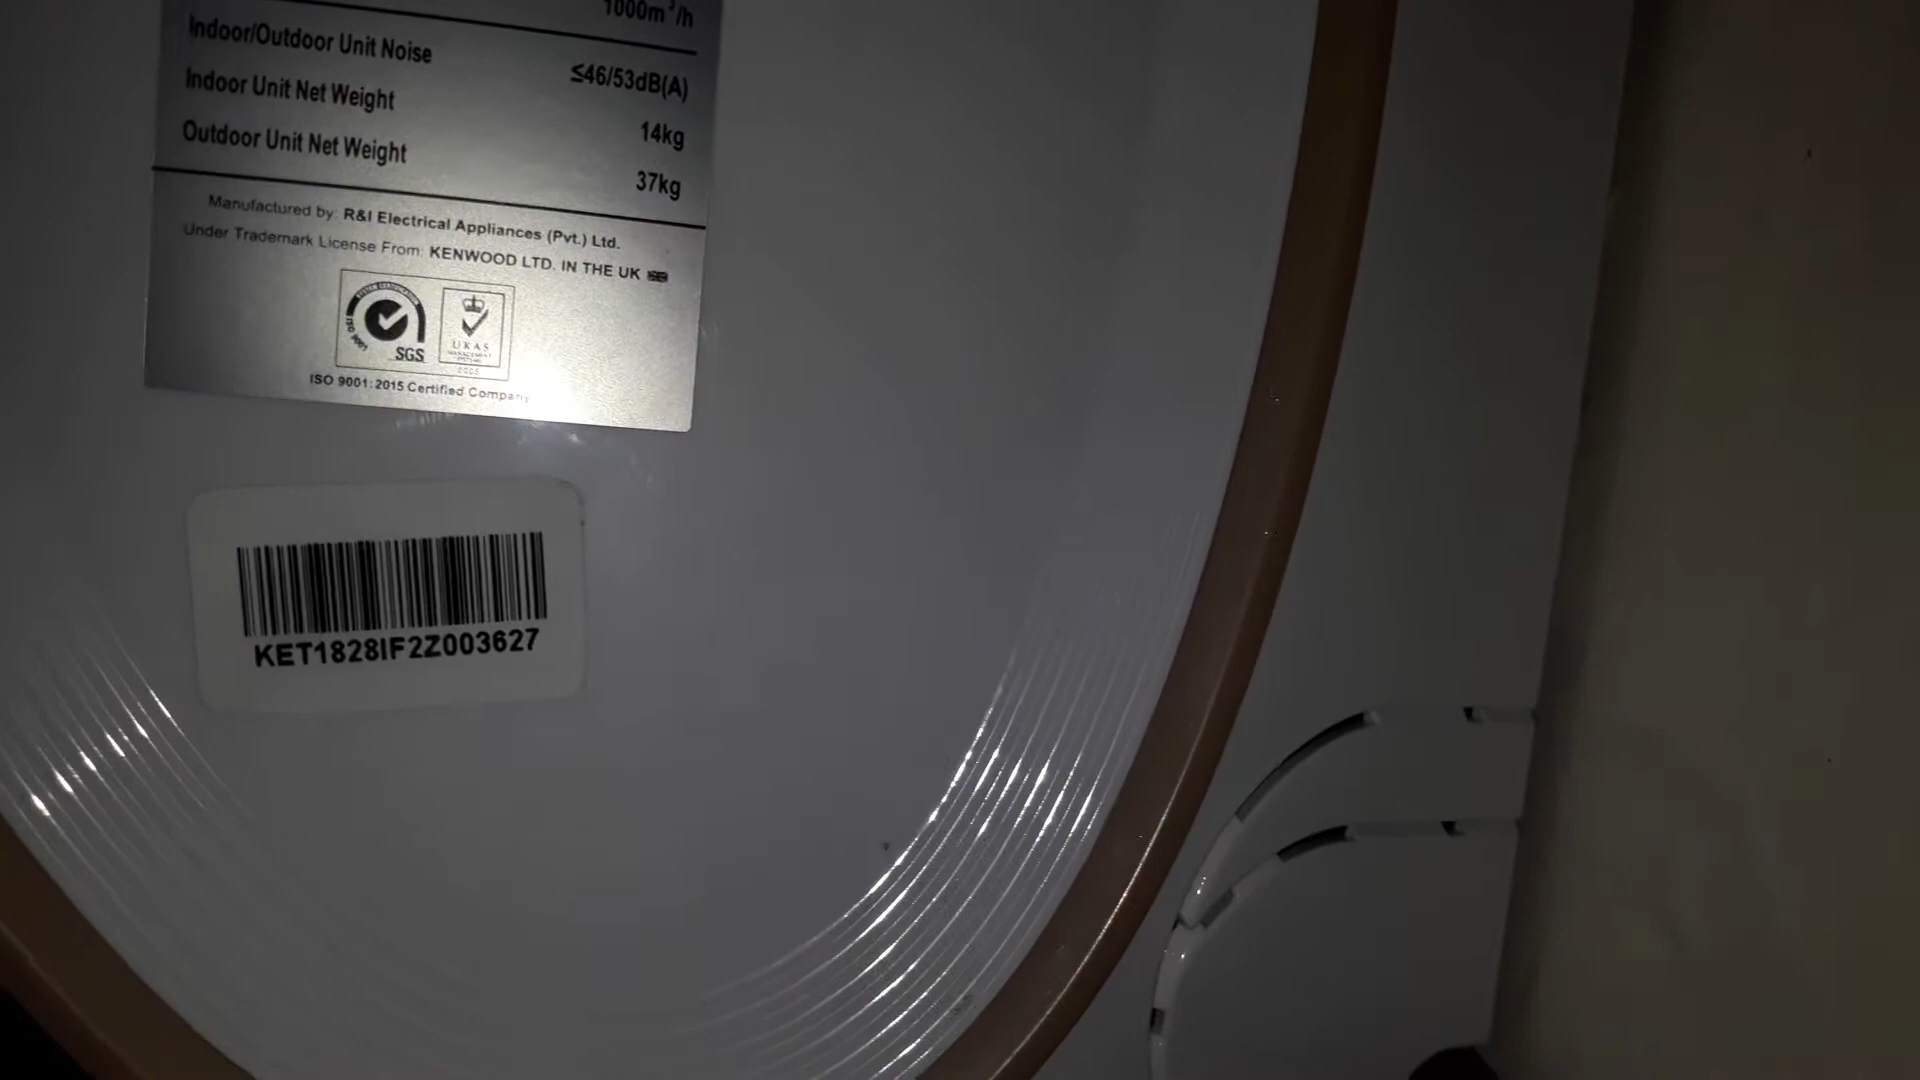 1000m³/h
Indoor/Outdoor Unit Noise ≤46/53dB(A)
Indoor Unit Net Weight 14kg
Outdoor Unit Net Weight 37kg
Manufactured by: R&I Electrical Appliances (Pvt.) Ltd.
Under Trademark License From: KENWOOD LTD. IN THE UK
ISO 9001
SGS
UKAS
MANAGEMENT
SYSTEMS
0005
ISO 9001:2015 Certified Company
KET1828IF2Z003627